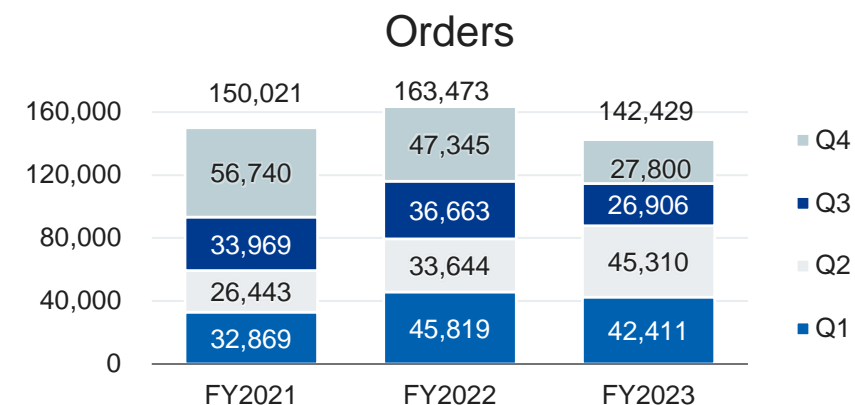 Orders
150,021 163,473 142,429
160,000
120,000
80,000
40,000
0
56,740 47,345 27,800
33,969 36,663 26,906
26,443 33,644 45,310
32,869 45,819 42,411
FY2021 FY2022 FY2023
Q4
Q3
Q2
Q1